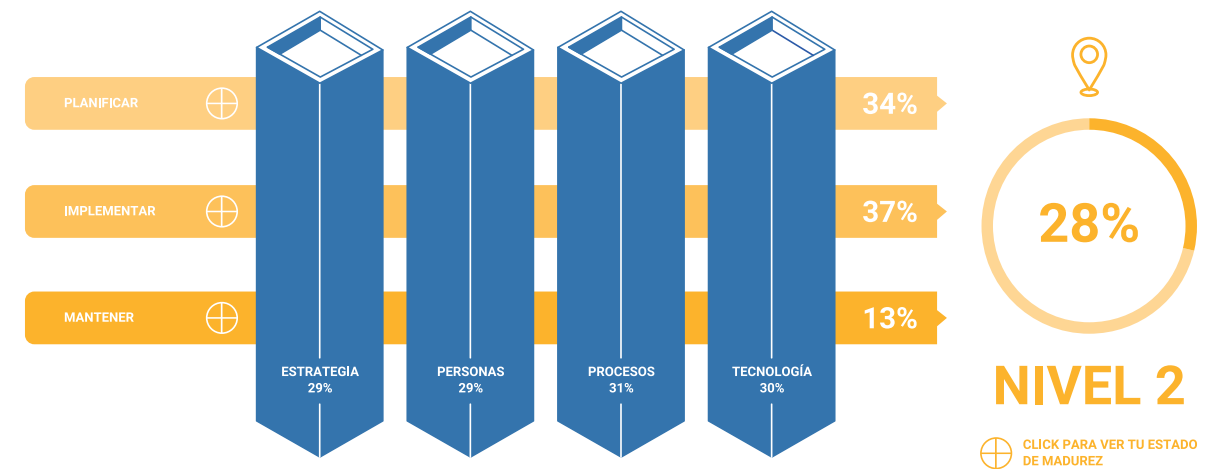 PLANIFICAR
34%
IMPLEMENTAR
37%
MANTENER
13%
ESTRATEGIA
29%
PERSONAS
29%
PROCESOS
31%
TECNOLOGÍA
30%
28%
NIVEL 2
CLICK PARA VER TU ESTADO
DE MADUREZ